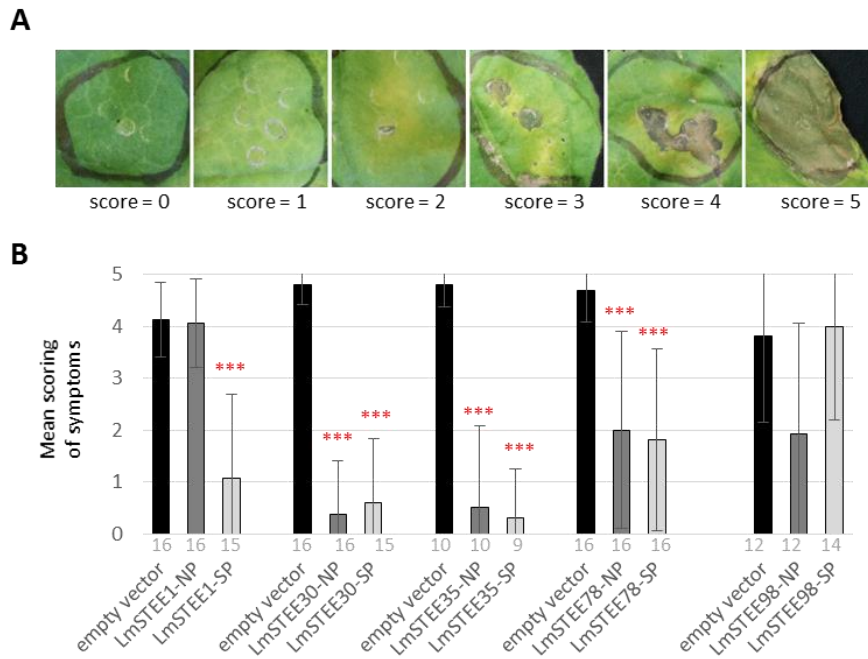 A
score = 0 score = 1 score = 2 score = 3 score = 4 score = 5
B
Mean scoring
of symptoms
5
4
3
2
1
0
***
***
***
***
***
***
***
16 16 15 16 16 15 10 10 9 16 16 16 12 12 14
empty vector
LmSTEE1-NP
LmSTEE1-SP
empty vector
LmSTEE30-NP
LmSTEE30-SP
empty vector
LmSTEE35-NP
LmSTEE35-SP
empty vector
LmSTEE78-NP
LmSTEE78-SP
empty vector
LmSTEE98-NP
LmSTEE98-SP